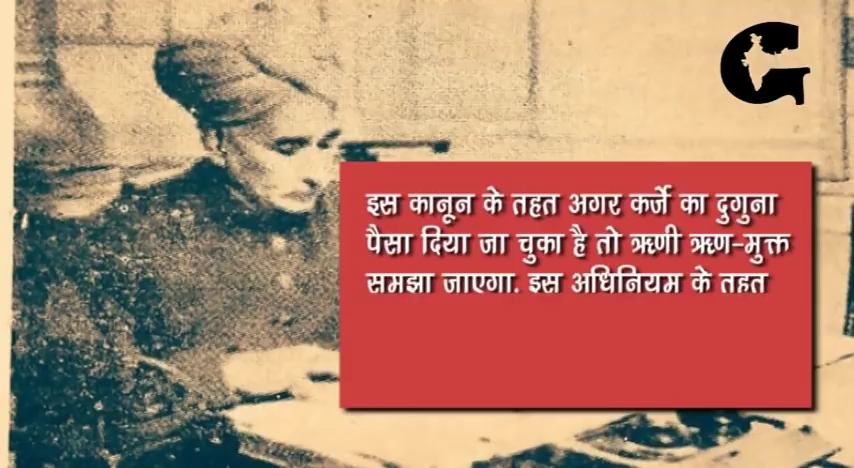 इस कानून के तहत अगर कर्जे का दुगुना
पैसा दिया जा चुका है तो ऋणी ऋण-मुक्त
समझा जाएगा. इस अधिनियम के तहत